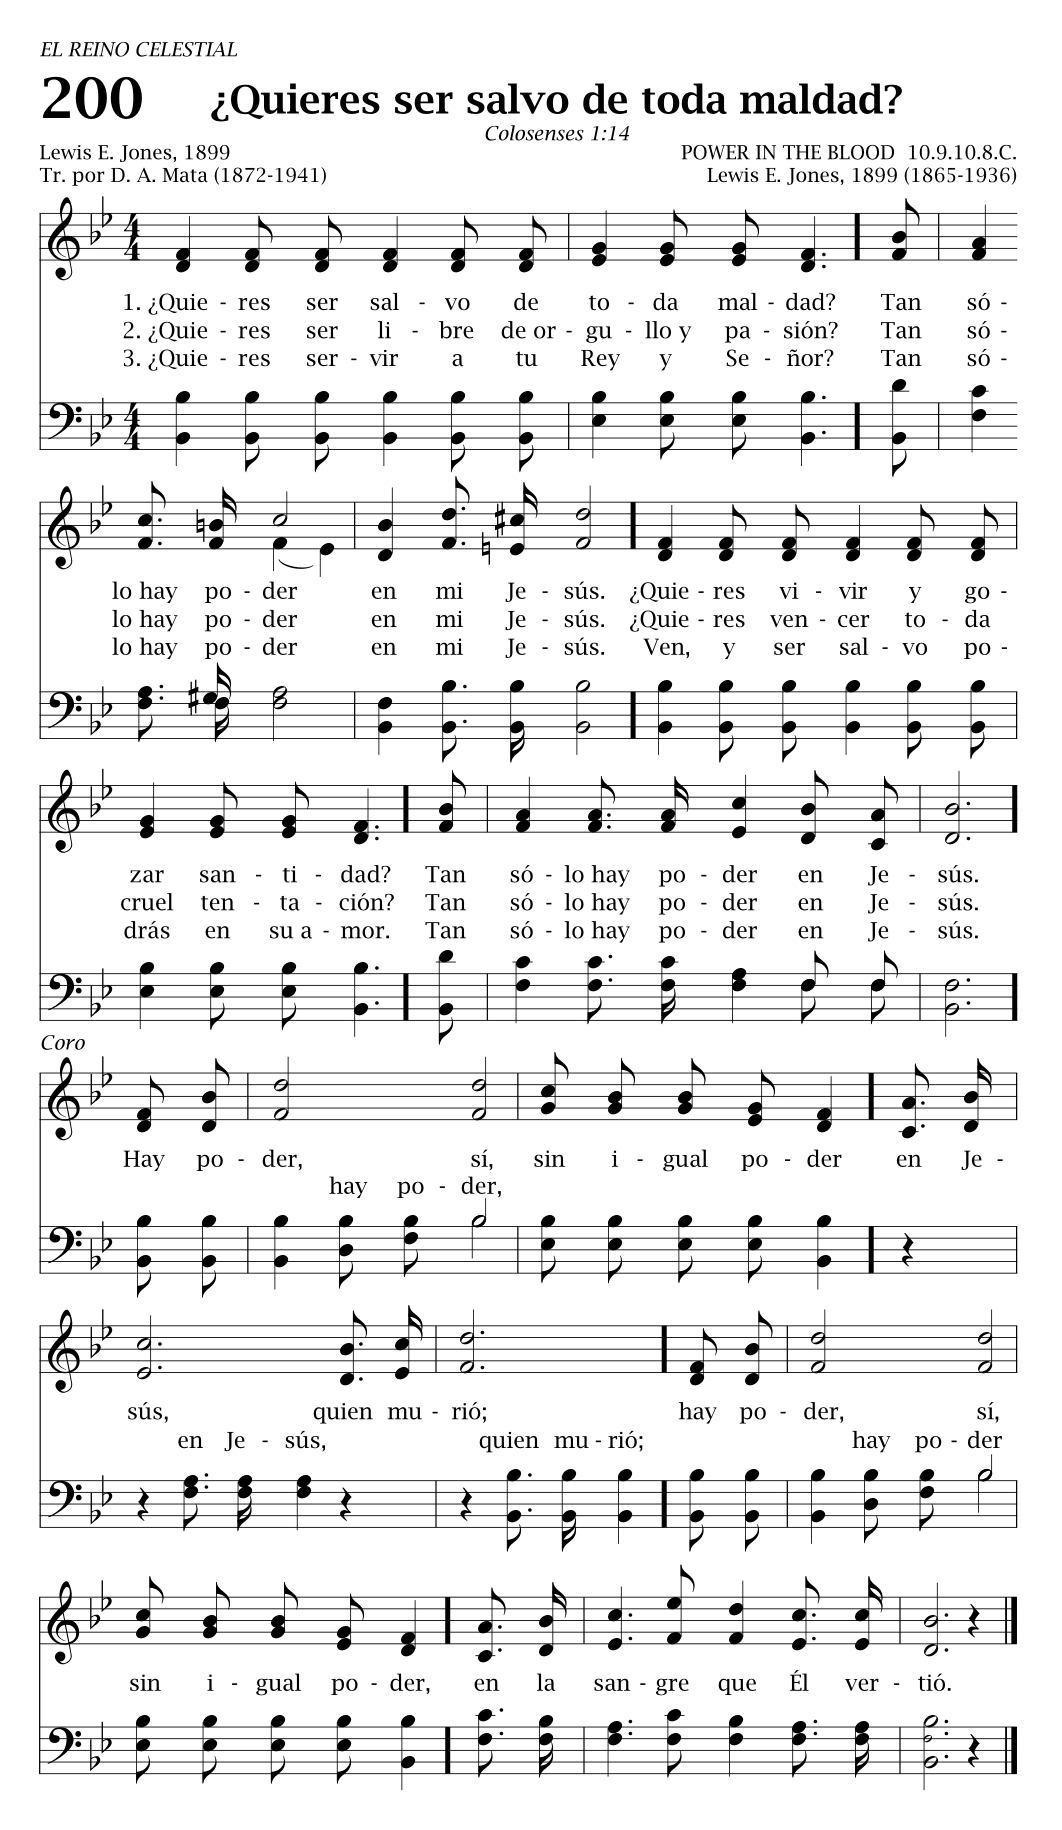 EL REINO CELESTIAL
200 ¿Quieres ser salvo de toda maldad?
Colosenses 1:14
Lewis E. Jones, 1899 POWER IN THE BLOOD 10.9.10.8.C.
Tr. por D. A. Mata (1872-1941) Lewis E. Jones, 1899 (1865-1936)
1. ¿Quie - res ser sal - vo de to - da mal - dad? Tan só -
2. ¿Quie - res ser li - bre de or - gu - llo y pa - sión? Tan só -
3. ¿Quie - res ser - vir a tu Rey y Se - ñor? Tan só -
lo hay po - der en mi Je - sús. ¿Quie - res vi - vir y go -
lo hay po - der en mi Je - sús. ¿Quie - res ven - cer to - da
lo hay po - der en mi Je - sús. Ven, y ser sal - vo po -
zar san - ti - dad? Tan só - lo hay po - der en Je - sús.
cruel ten - ta - ción? Tan só - lo hay po - der en Je - sús.
drás en su a - mor. Tan só - lo hay po - der en Je - sús.
Coro
Hay po - der, sí, sin i - gual po - der en Je -
hay po - der,
sús, quien mu - rió; hay po - der, sí,
en Je - sús, quien mu - rió; hay po - der
sin i - gual po - der, en la san - gre que Él ver - tió.